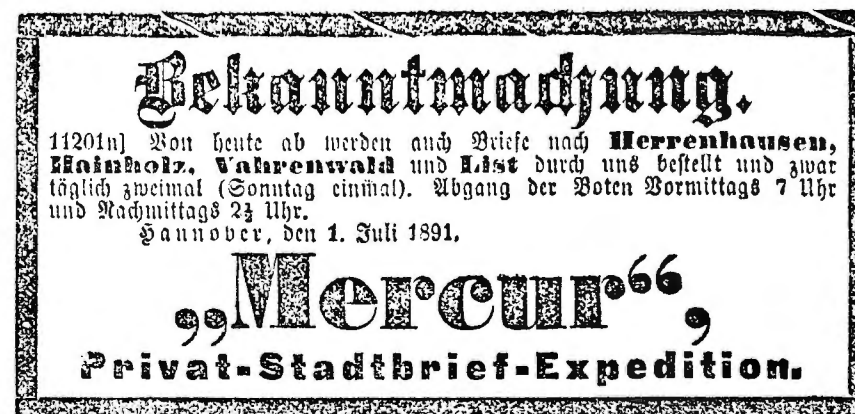 Bekanntmachung.
11201n] Von heute ab werden auch Briefe nach Herrenhausen,
Hainholz, Vahrenwald und List durch uns bestellt und zwar
täglich zweimal (Sonntag einmal). Abgang der Boten Vormittags 7 Uhr
und Nachmittags 2½ Uhr.
Hannover, den 1. Juli 1891.
„Mercur“,
Privat-Stadtbrief-Expedition.